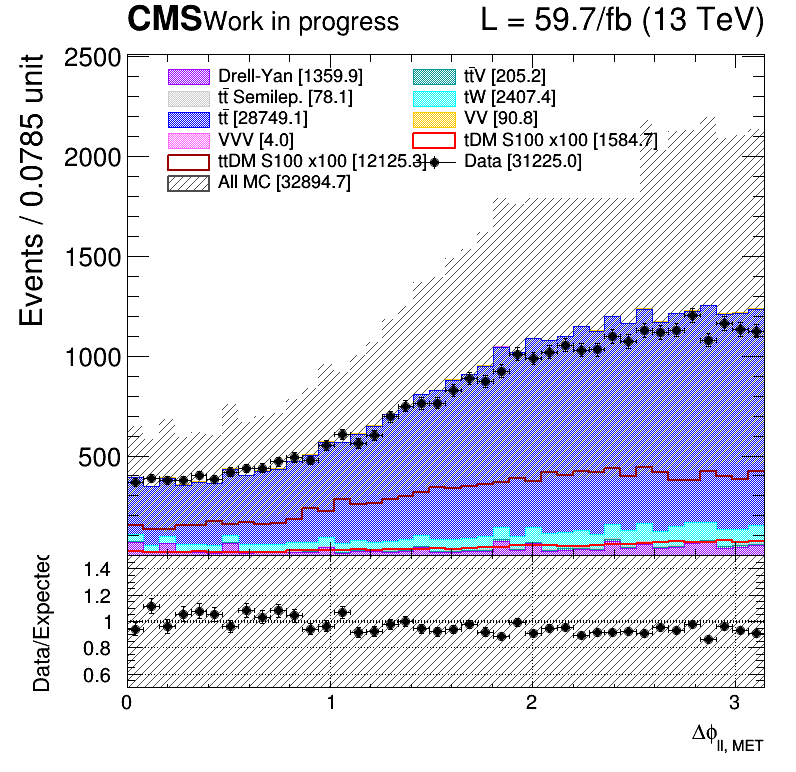 CMS Work in progress L = 59.7/fb (13 TeV)
Events / 0.0785 unit
2500
2000
1500
1000
500
Drell-Yan [1359.9]
tt̄V [205.2]
tt̄ Semilep. [78.1]
tW [2407.4]
tt̄ [28749.1]
VV [90.8]
VVV [4.0]
tDM S100 x100 [1584.7]
ttDM S100 x100 [12125.3]
Data [31225.0]
All MC [32894.7]
Data/Expected
1.4
1.2
1
0.8
0.6
0 1 2 3
Δϕll, MET